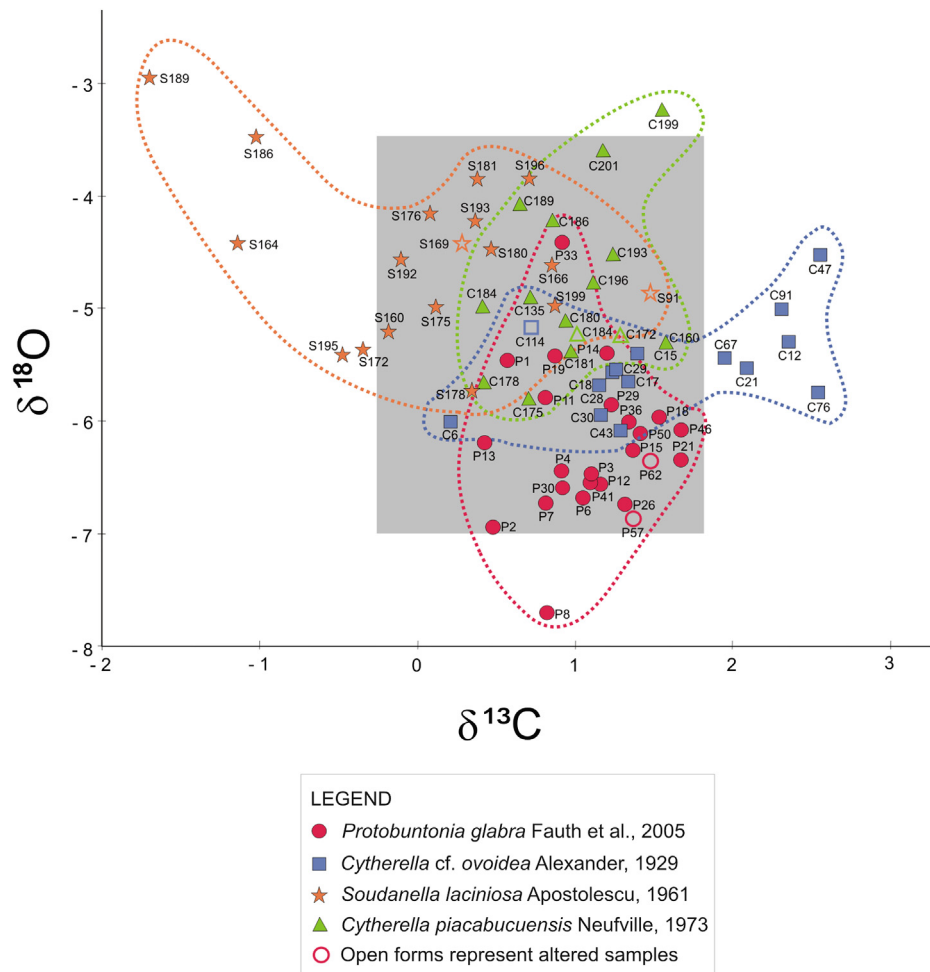 - 3
- 4
- 5
- 6
- 7
- 8
- 2
- 1
0
1
2
3
δ 18O
δ 13C
S189
C199
S186
C201
S181
S196
C189
S176
S193
C186
S169
S164
S180
P33
C193
C47
S192
S166
C196
S91
C91
C184
C135
S199
S160
S175
C180
C114
C184
C172
C160
C12
S195
S172
P1
P19
C181
P14
C15
C67
C21
C29
C178
C18
C17
C76
S178
C175
P11
C28
P29
C6
C30
P36
P18
C43
P50
P46
P13
P15
P21
P4
P3
P62
P30
P12
P7
P6
P41
P26
P2
P57
P8
LEGEND
Protobuntonia glabra Fauth et al., 2005
Cytherella cf. ovoidea Alexander, 1929
Soudanella laciniosa Apostolescu, 1961
Cytherella piacabucuensis Neufville, 1973
Open forms represent altered samples